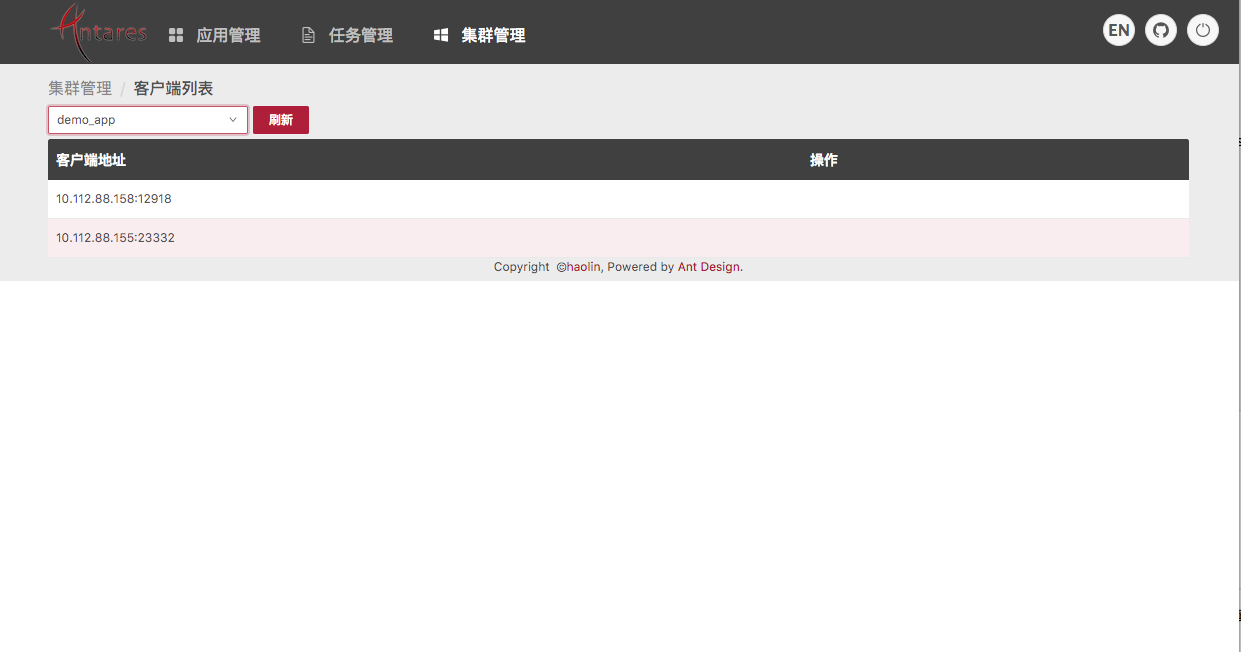 Antares 应用管理 任务管理 集群管理 EN
集群管理 / 客户端列表
demo_app 刷新
客户端地址 操作
10.112.88.158:12918
10.112.88.155:23332
Copyright ©haolin, Powered by Ant Design.